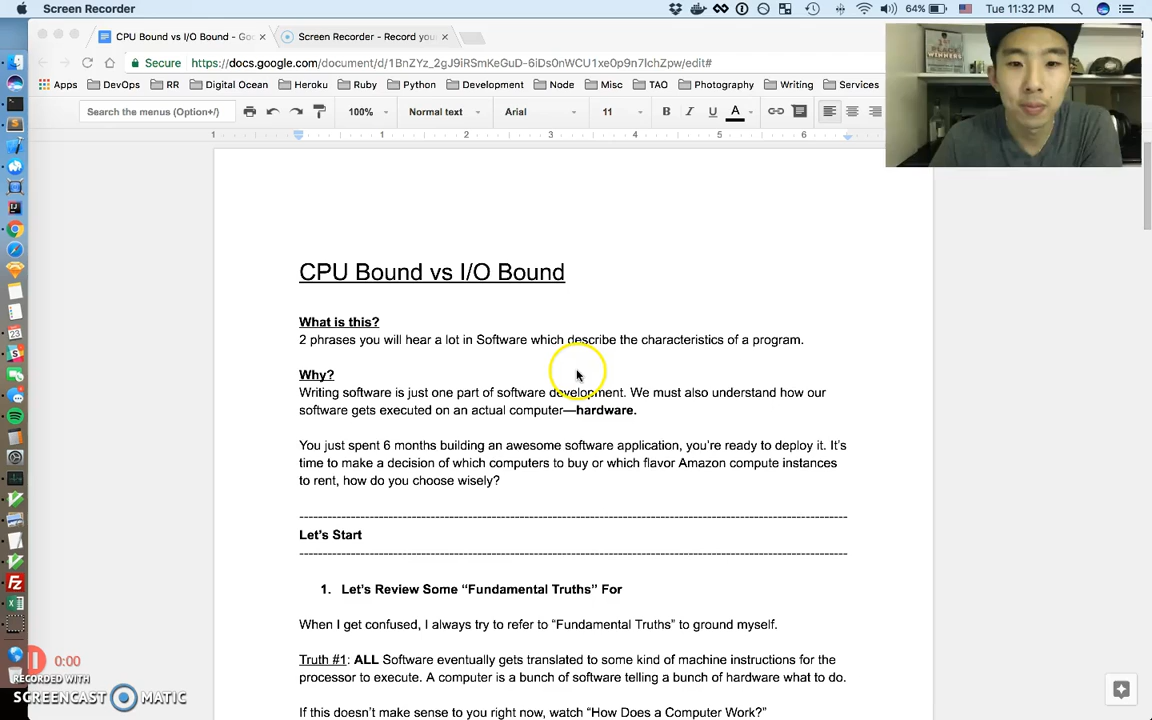 Screen Recorder
64%
Tue 11:32 PM
CPU Bound vs I/O Bound - Goo
Screen Recorder - Record your
Secure
https://docs.google.com/document/d/1BnZYz_2gJ9iRSmKeGuD-6iDs0nWCU1xe0p9n7IchZpw/edit#
Apps
DevOps
RR
Digital Ocean
Heroku
Ruby
Python
Development
Node
Misc
TAO
Photography
Writing
Services
Search the menus (Option+/)
100%
Normal text
Arial
11
B
I
U
A
1
1
2
3
4
5
6
CPU Bound vs I/O Bound
What is this?
2 phrases you will hear a lot in Software which describe the characteristics of a program.
Why?
Writing software is just one part of software development. We must also understand how our
software gets executed on an actual computer—hardware.
You just spent 6 months building an awesome software application, you're ready to deploy it. It's
time to make a decision of which computers to buy or which flavor Amazon compute instances
to rent, how do you choose wisely?
Let's Start
1. Let's Review Some “Fundamental Truths” For
When I get confused, I always try to refer to “Fundamental Truths” to ground myself.
Truth #1: ALL Software eventually gets translated to some kind of machine instructions for the
processor to execute. A computer is a bunch of software telling a bunch of hardware what to do.
If this doesn't make sense to you right now, watch “How Does a Computer Work?”
0:00
RECORDED WITH
SCREENCAST MATIC